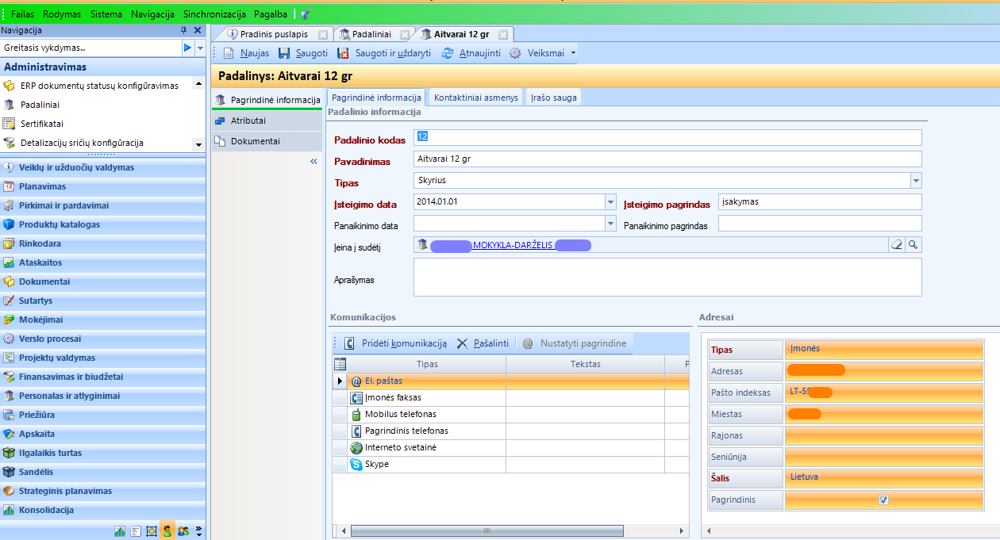 Failas Rodymas Sistema Navigacija Sinchronizacija Pagalba
Navigacija
Greitasis vykdymas...
Administravimas
ERP dokumentų statusų konfigūravimas
Padaliniai
Sertifikatai
Detalizacijų sričių konfigūracija
Veiklų ir užduočių valdymas
Planavimas
Pirkimai ir pardavimai
Produktų katalogas
Rinkodara
Ataskaitos
Dokumentai
Sutartys
Mokėjimai
Verslo procesai
Projektų valdymas
Finansavimas ir biudžetai
Personalas ir atlyginimai
Priežiūra
Apskaita
Ilgalaikis turtas
Sandėlis
Strateginis planavimas
Konsolidacija
Pradinis puslapis Padaliniai Aitvarai 12 gr
Naujas Saugoti Saugoti ir uždaryti Atnaujinti Veiksmai
Padalinys: Aitvarai 12 gr
Pagrindinė informacija
Atributai
Dokumentai
Pagrindinė informacija Kontaktiniai asmenys Įrašo sauga
Padalinio informacija
Padalinio kodas 12
Pavadinimas Aitvarai 12 gr
Tipas Skyrius
Įsteigimo data 2014.01.01 Įsteigimo pagrindas įsakymas
Panaikinimo data Panaikinimo pagrindas
Įeina į sudėtį MOKYKLA-DARŽELIS
Aprašymas
Komunikacijos
Pridėti komunikaciją Pašalinti @ Nustatyti pagrindine
Tipas Tekstas P
El. paštas
Įmonės faksas
Mobilus telefonas
Pagrindinis telefonas
Interneto svetainė
Skype
Adresai
Tipas Įmonės
Adresas
Pašto indeksas LT-55
Miestas
Rajonas
Seniūnija
Šalis Lietuva
Pagrindinis